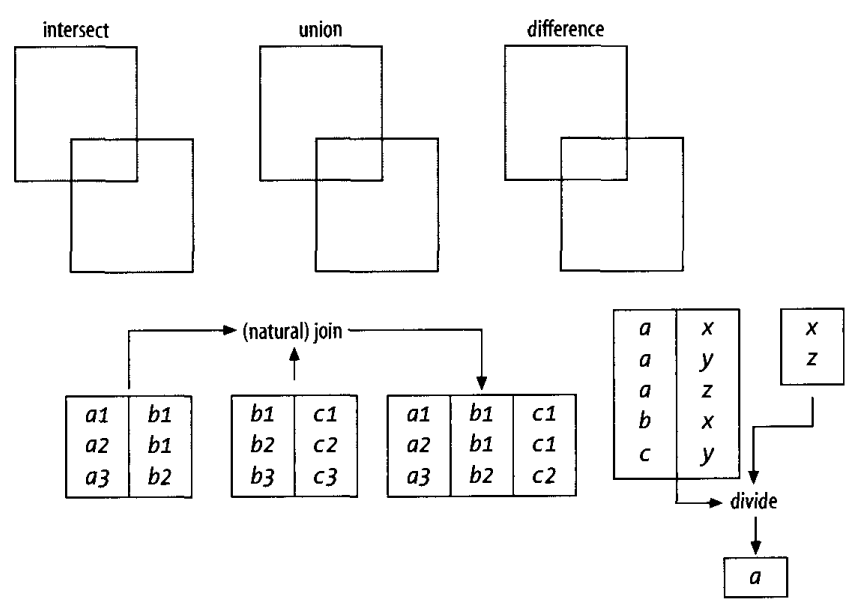 intersect union difference
(natural) join
a1 b1
a2 b1
a3 b2
b1 c1
b2 c2
b3 c3
a1 b1 c1
a2 b1 c1
a3 b2 c2
a x
a y
a z
b x
c y
x
z
divide
a